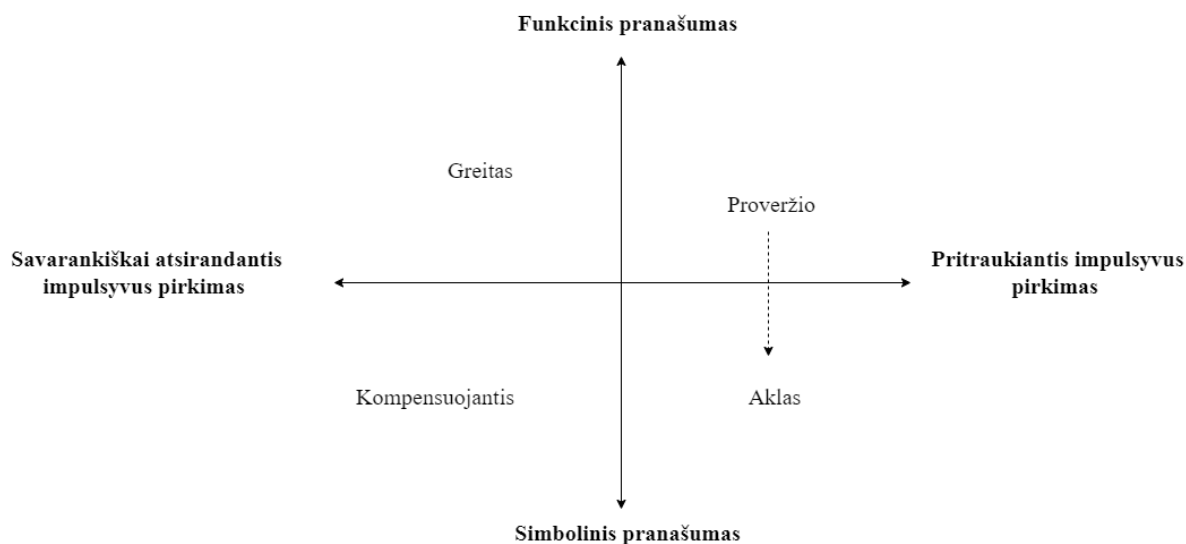 Funkcinis pranašumas
Greitas
Proveržio
Savarankiškai atsirandantis
impulsyvus pirkimas
Pritraukiantis impulsyvus
pirkimas
Kompensuojantis
Aklas
Simbolinis pranašumas